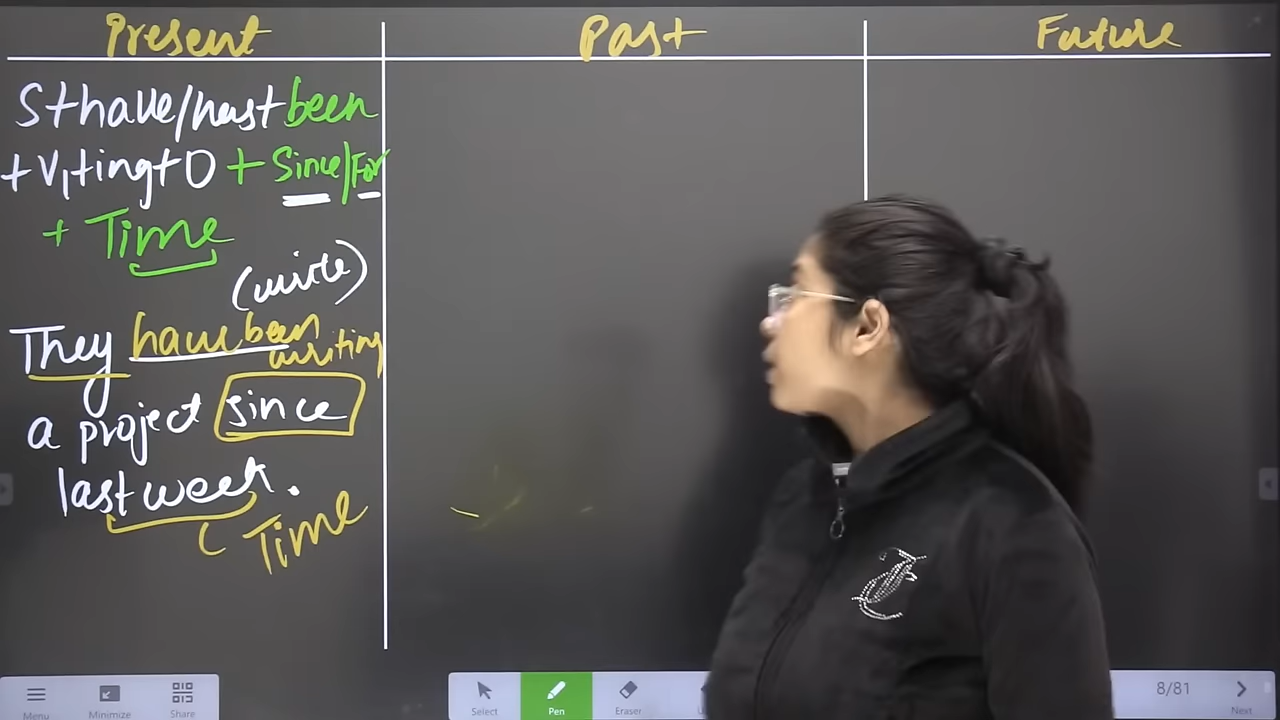 Present
Past
Future
S+have/has+been
+V1+ing+O + Since/For
+ Time
(write)
They have been writing
a project since
last week.
Time
Menu
Minimize
Share
Select
Pen
Eraser
8/81
Next